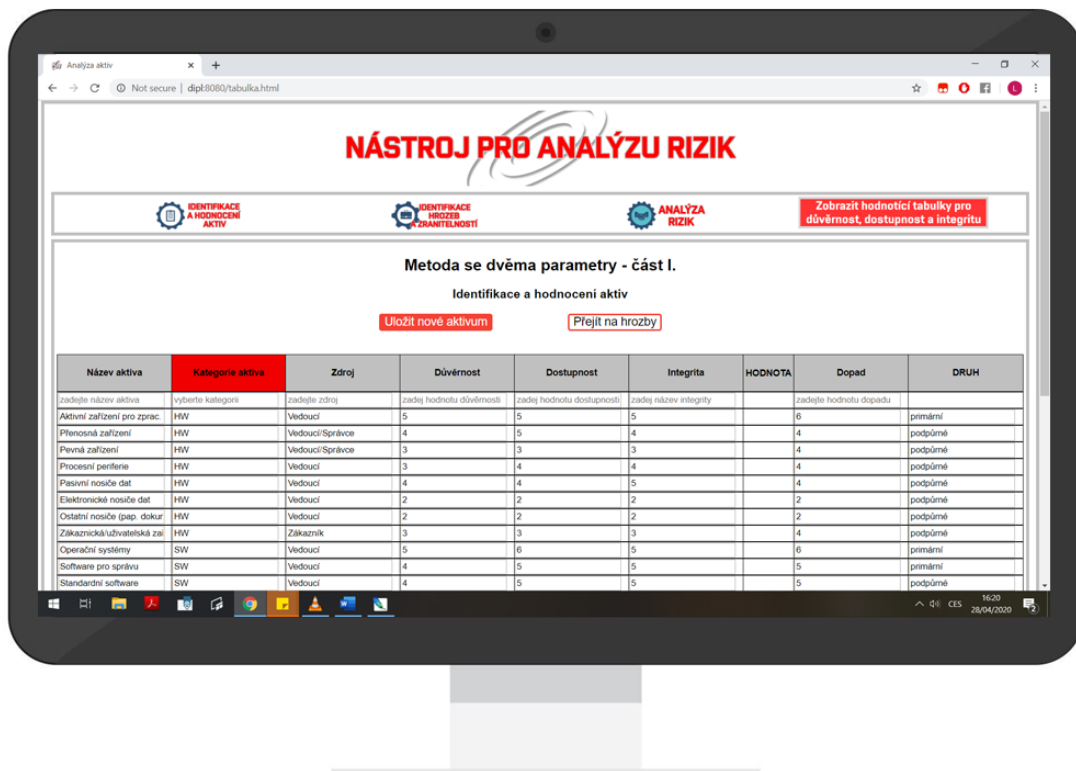 Analýza aktiv
Not secure | dipl:8080/tabulka.html
L
NÁSTROJ PRO ANALÝZU RIZIK
IDENTIFIKACE
A HODNOCENÍ
AKTIV
IDENTIFIKACE
HROZEB
A ZRANITELNOSTÍ
ANALÝZA
RIZIK
Zobrazit hodnotící tabulky pro
důvěrnost, dostupnost a integritu
Metoda se dvěma parametry - část I.
Identifikace a hodnoceni aktiv
Uložit nové aktivum Přejít na hrozby
Název aktiva Kategorie aktiva Zdroj Důvěrnost Dostupnost Integrita HODNOTA Dopad DRUH
zadejte název aktiva vyberte kategorii zadejte zdroj zadej hodnotu důvěrnosti zadej hodnotu dostupnosti zadej název integrity zadejte hodnotu dopadu
Aktivní zařízení pro zprac. HW Vedoucí 5 5 5 6 primární
Přenosná zařízení HW Vedoucí/Správce 4 5 4 4 podpůrné
Pevná zařízení HW Vedoucí/Správce 3 3 3 4 podpůrné
Procesní periferie HW Vedoucí 3 4 4 4 podpůrné
Pasivní nosiče dat HW Vedoucí 4 4 5 4 podpůrné
Elektronické nosiče dat HW Vedoucí 2 2 2 2 podpůrné
Ostatní nosiče (pap. dokur HW Vedoucí 2 2 2 2 podpůrné
Zákaznická/uživatelská zař HW Zákazník 3 3 3 4 podpůrné
Operační systémy SW Vedoucí 5 6 5 6 primární
Software pro správu SW Vedoucí 4 5 5 5 primární
Standardní software SW Vedoucí 4 5 5 5 podpůrné
CES
16:20
28/04/2020
2